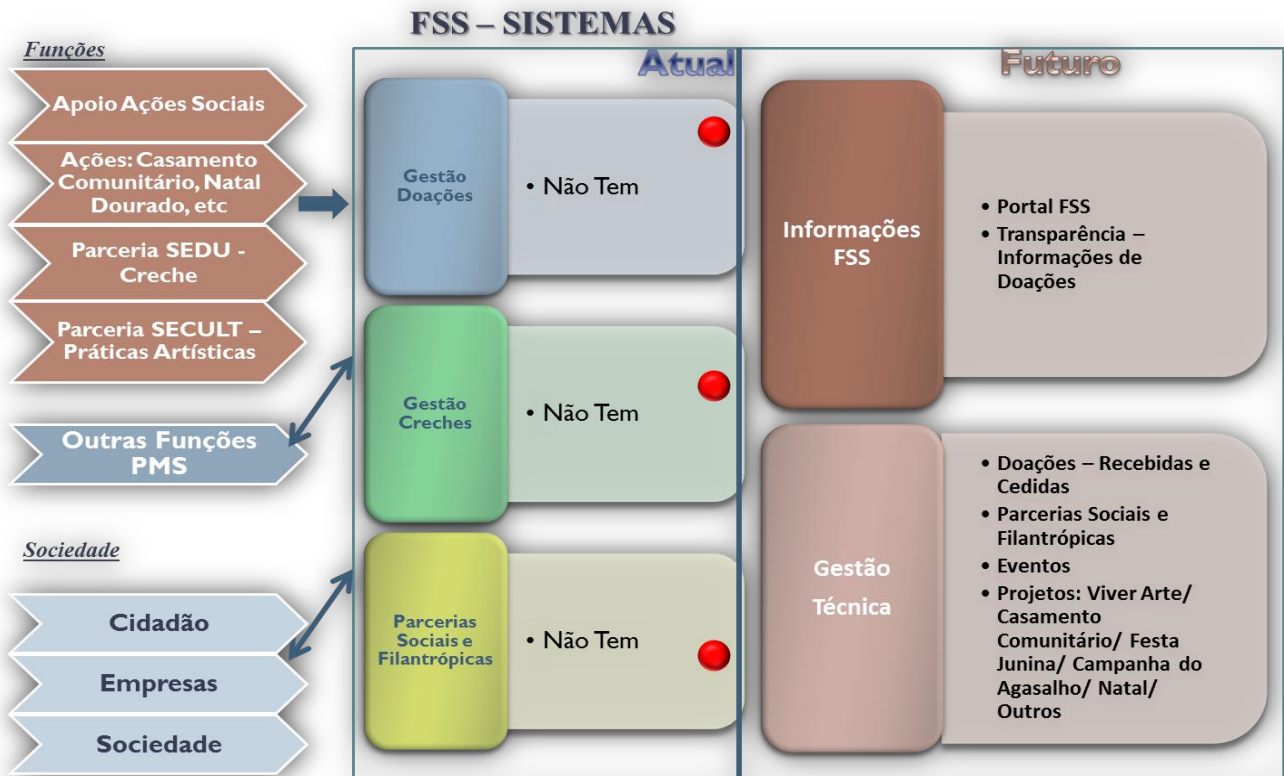 FSS – SISTEMAS
Funções
Apoio Ações Sociais
Ações: Casamento
Comunitário, Natal
Dourado, etc
Parceria SEDU -
Creche
Parceria SECULT –
Práticas Artísticas
Outras Funções
PMS
Sociedade
Cidadão
Empresas
Sociedade
Atual
Gestão
Doações
• Não Tem
Gestão
Creches
• Não Tem
Parcerias
Sociais e
Filantrópicas
• Não Tem
Futuro
Informações
FSS
• Portal FSS
• Transparência –
Informações de
Doações
Gestão
Técnica
• Doações – Recebidas e
Cedidas
• Parcerias Sociais e
Filantrópicas
• Eventos
• Projetos: Viver Arte/
Casamento
Comunitário/ Festa
Junina/ Campanha do
Agasalho/ Natal/
Outros